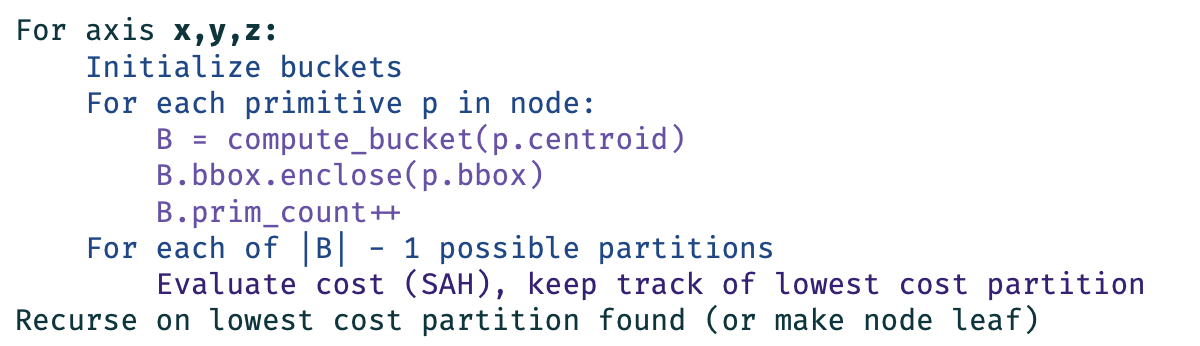 For axis x,y,z:
    Initialize buckets
    For each primitive p in node:
        B = compute_bucket(p.centroid)
        B.bbox.enclose(p.bbox)
        B.prim_count++
    For each of |B| − 1 possible partitions
        Evaluate cost (SAH), keep track of lowest cost partition
Recurse on lowest cost partition found (or make node leaf)